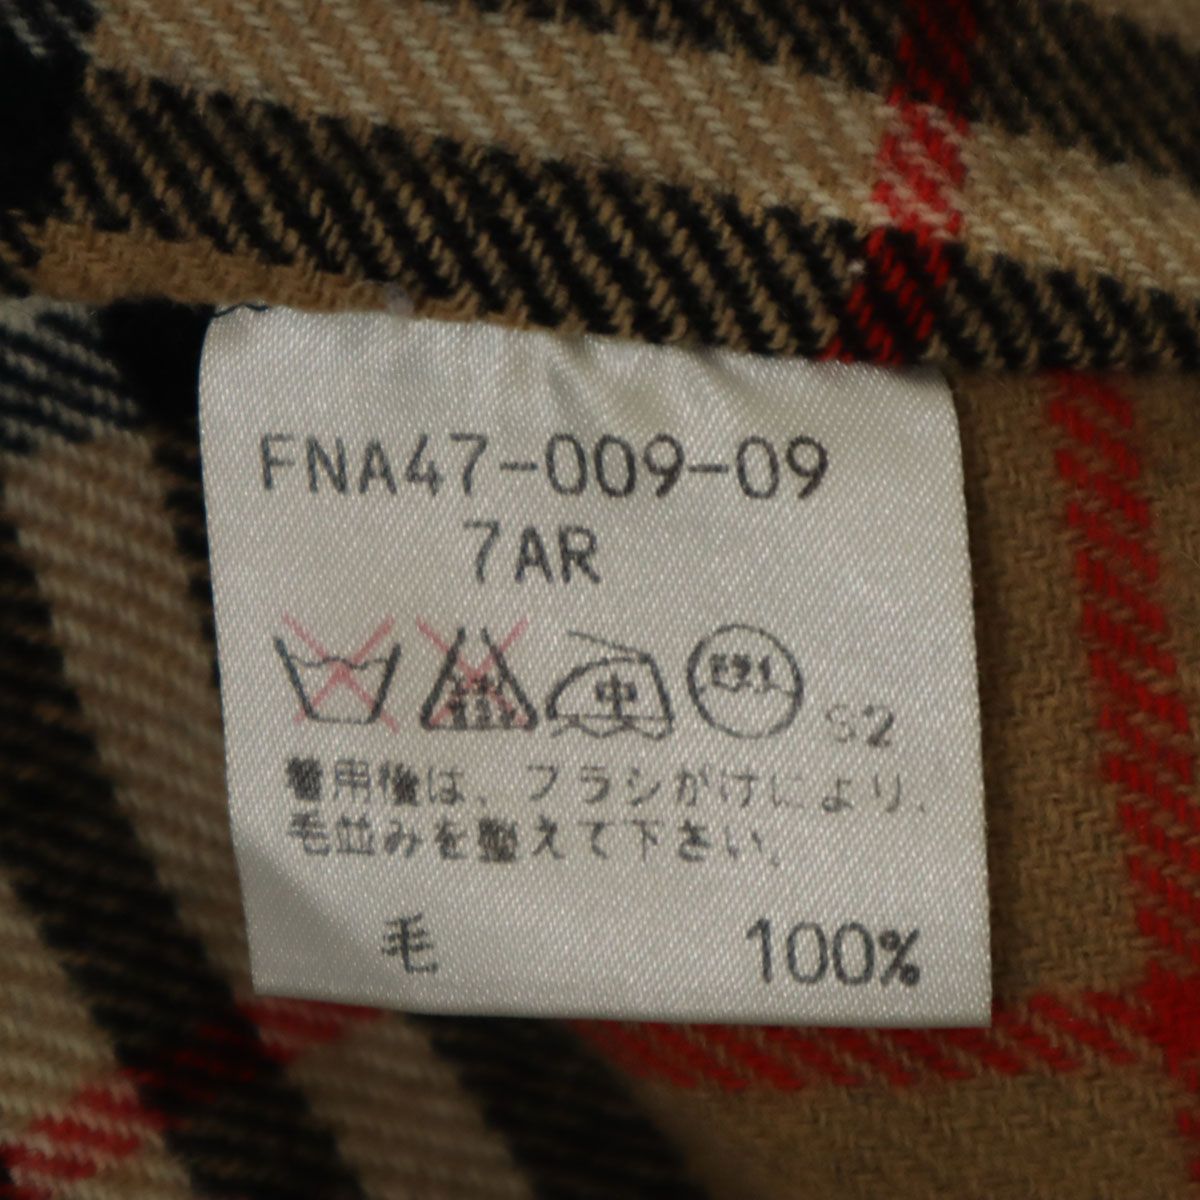 FNA47-009-09
7AR
中 S2
着用後は、ブラシがけにより、
毛並みを整えて下さい。
毛 100%